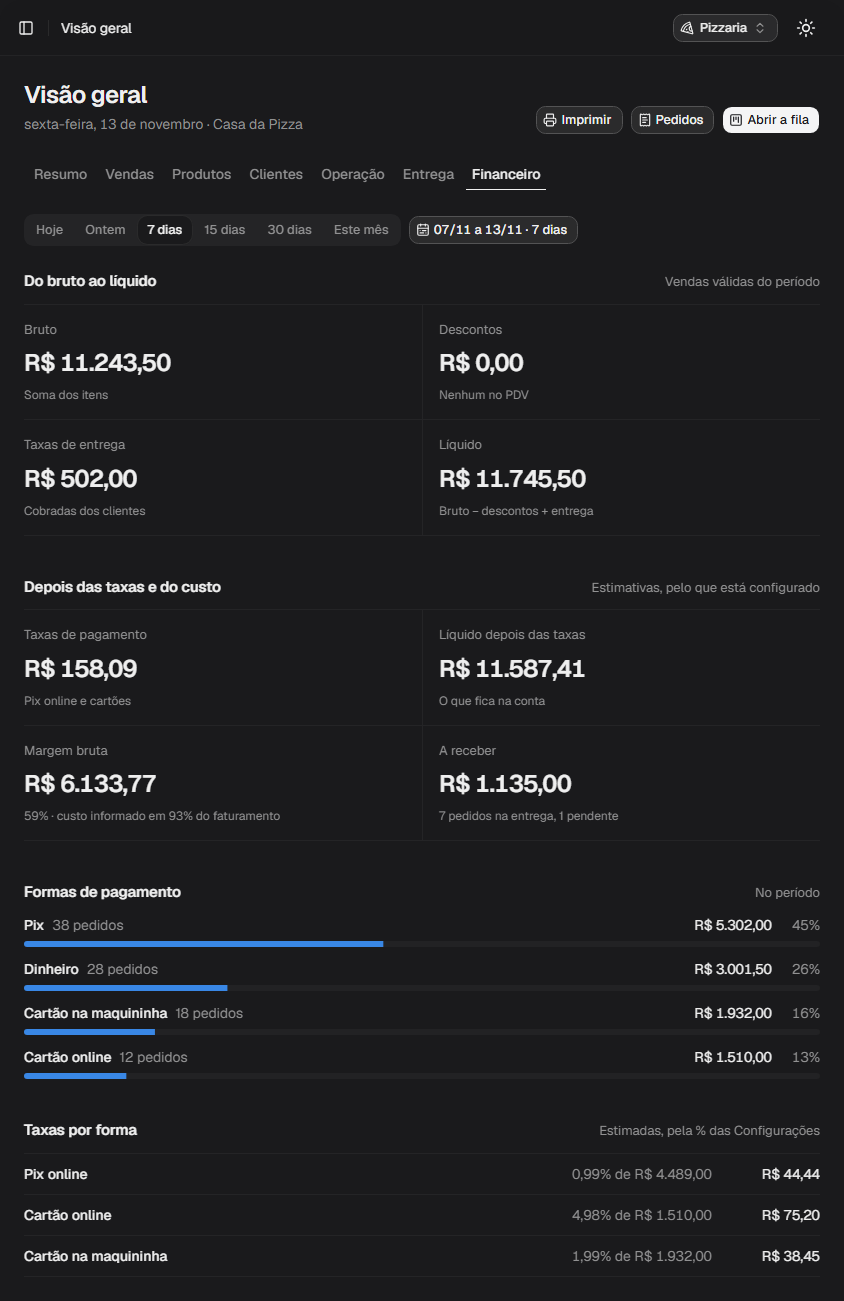 Visão geral
Pizzaria
Visão geral
sexta-feira, 13 de novembro · Casa da Pizza
Imprimir
Pedidos
Abrir a fila
Resumo Vendas Produtos Clientes Operação Entrega Financeiro
Hoje Ontem 7 dias 15 dias 30 dias Este mês
07/11 a 13/11 · 7 dias
Do bruto ao líquido
Vendas válidas do período
Bruto
R$ 11.243,50
Soma dos itens
Descontos
R$ 0,00
Nenhum no PDV
Taxas de entrega
R$ 502,00
Cobradas dos clientes
Líquido
R$ 11.745,50
Bruto − descontos + entrega
Depois das taxas e do custo
Estimativas, pelo que está configurado
Taxas de pagamento
R$ 158,09
Pix online e cartões
Líquido depois das taxas
R$ 11.587,41
O que fica na conta
Margem bruta
R$ 6.133,77
59% · custo informado em 93% do faturamento
A receber
R$ 1.135,00
7 pedidos na entrega, 1 pendente
Formas de pagamento
No período
Pix 38 pedidos R$ 5.302,00 45%
Dinheiro 28 pedidos R$ 3.001,50 26%
Cartão na maquininha 18 pedidos R$ 1.932,00 16%
Cartão online 12 pedidos R$ 1.510,00 13%
Taxas por forma
Estimadas, pela % das Configurações
Pix online 0,99% de R$ 4.489,00 R$ 44,44
Cartão online 4,98% de R$ 1.510,00 R$ 75,20
Cartão na maquininha 1,99% de R$ 1.932,00 R$ 38,45